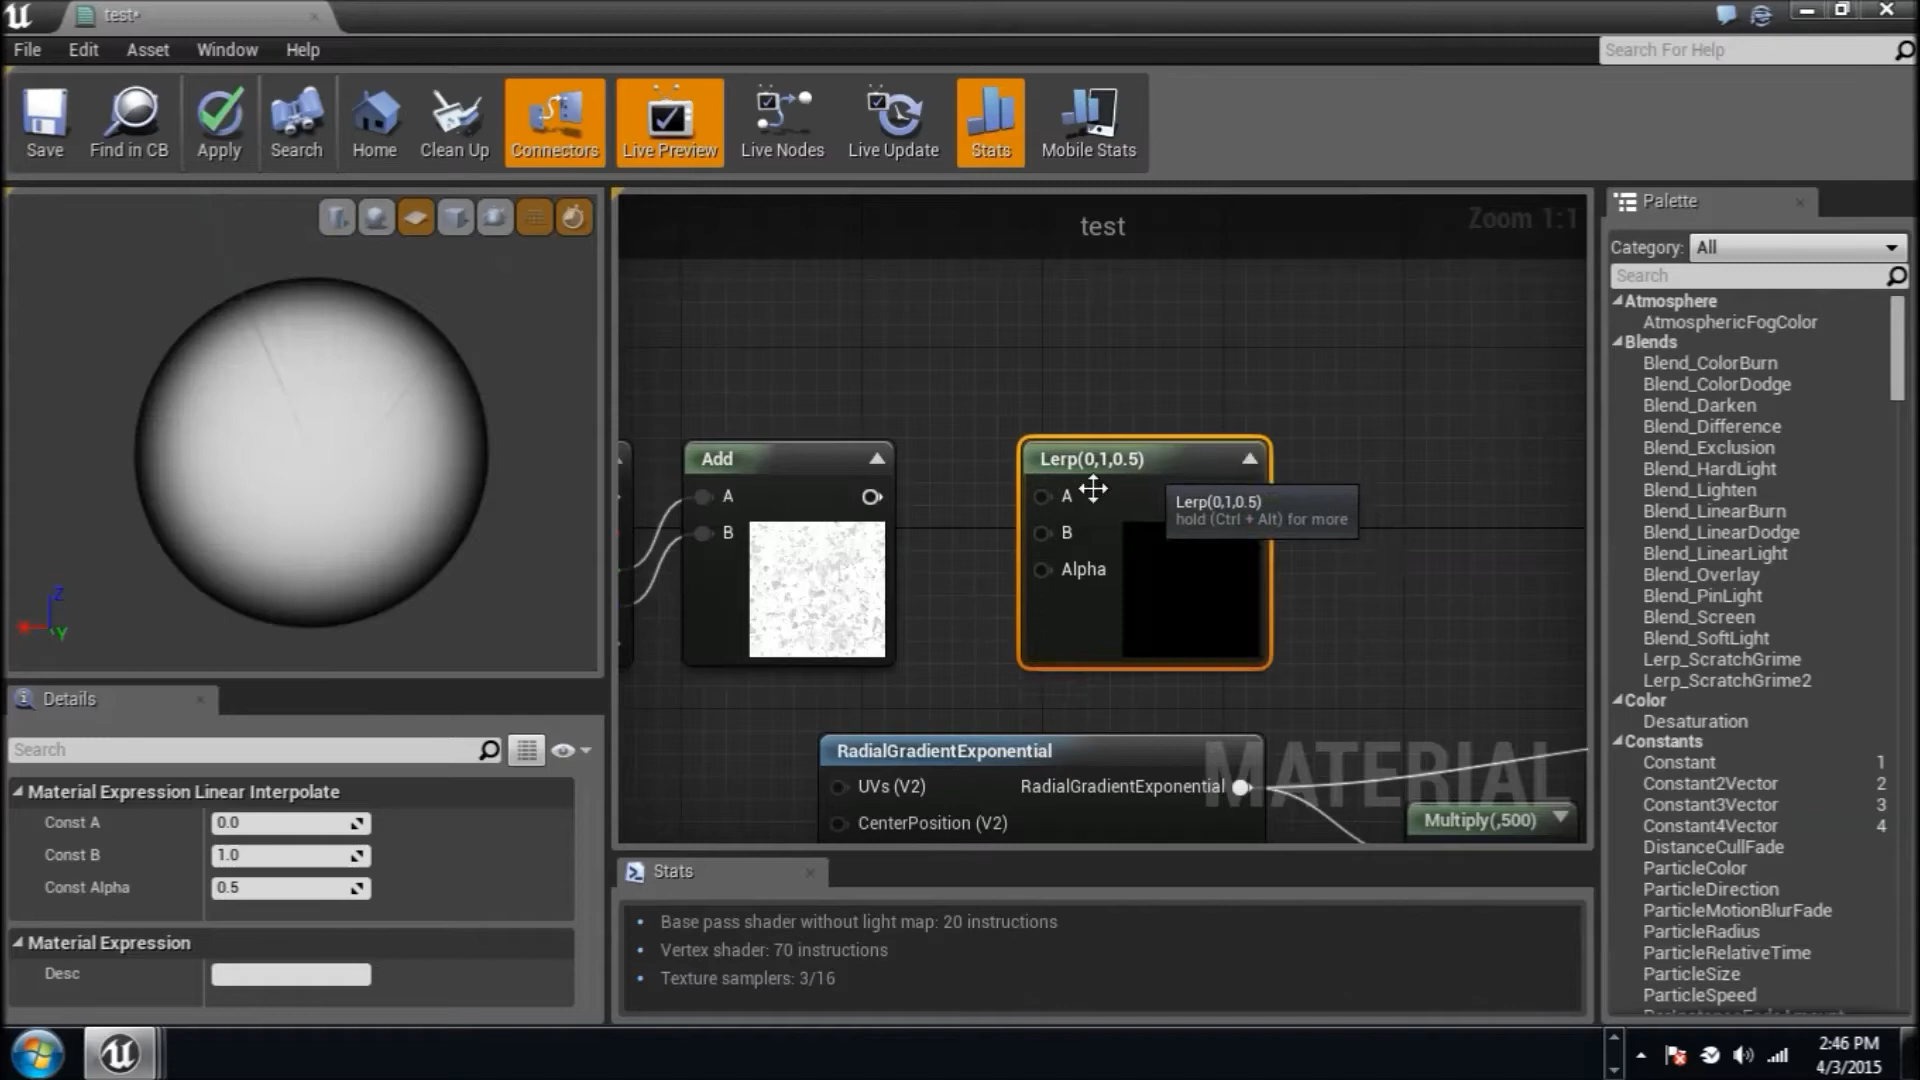 test*
File Edit Asset Window Help
Search For Help
Save Find in CB Apply Search Home Clean Up Connectors Live Preview Live Nodes Live Update Stats Mobile Stats
test
Zoom 1:1
Z
Y
Add
A
B
Lerp(0,1,0.5)
A
B
Alpha
Lerp(0,1,0.5)
hold (Ctrl + Alt) for more
RadialGradientExponential
UVs (V2) RadialGradientExponential
CenterPosition (V2)
MATERIAL
Multiply(,500)
Details
Search
Material Expression Linear Interpolate
Const A 0.0
Const B 1.0
Const Alpha 0.5
Material Expression
Desc
Stats
Base pass shader without light map: 20 instructions
Vertex shader: 70 instructions
Texture samplers: 3/16
Palette
Category: All
Search
Atmosphere
AtmosphericFogColor
Blends
Blend_ColorBurn
Blend_ColorDodge
Blend_Darken
Blend_Difference
Blend_Exclusion
Blend_HardLight
Blend_Lighten
Blend_LinearBurn
Blend_LinearDodge
Blend_LinearLight
Blend_Overlay
Blend_PinLight
Blend_Screen
Blend_SoftLight
Lerp_ScratchGrime
Lerp_ScratchGrime2
Color
Desaturation
Constants
Constant 1
Constant2Vector 2
Constant3Vector 3
Constant4Vector 4
DistanceCullFade
ParticleColor
ParticleDirection
ParticleMotionBlurFade
ParticleRadius
ParticleRelativeTime
ParticleSize
ParticleSpeed
2:46 PM
4/3/2015